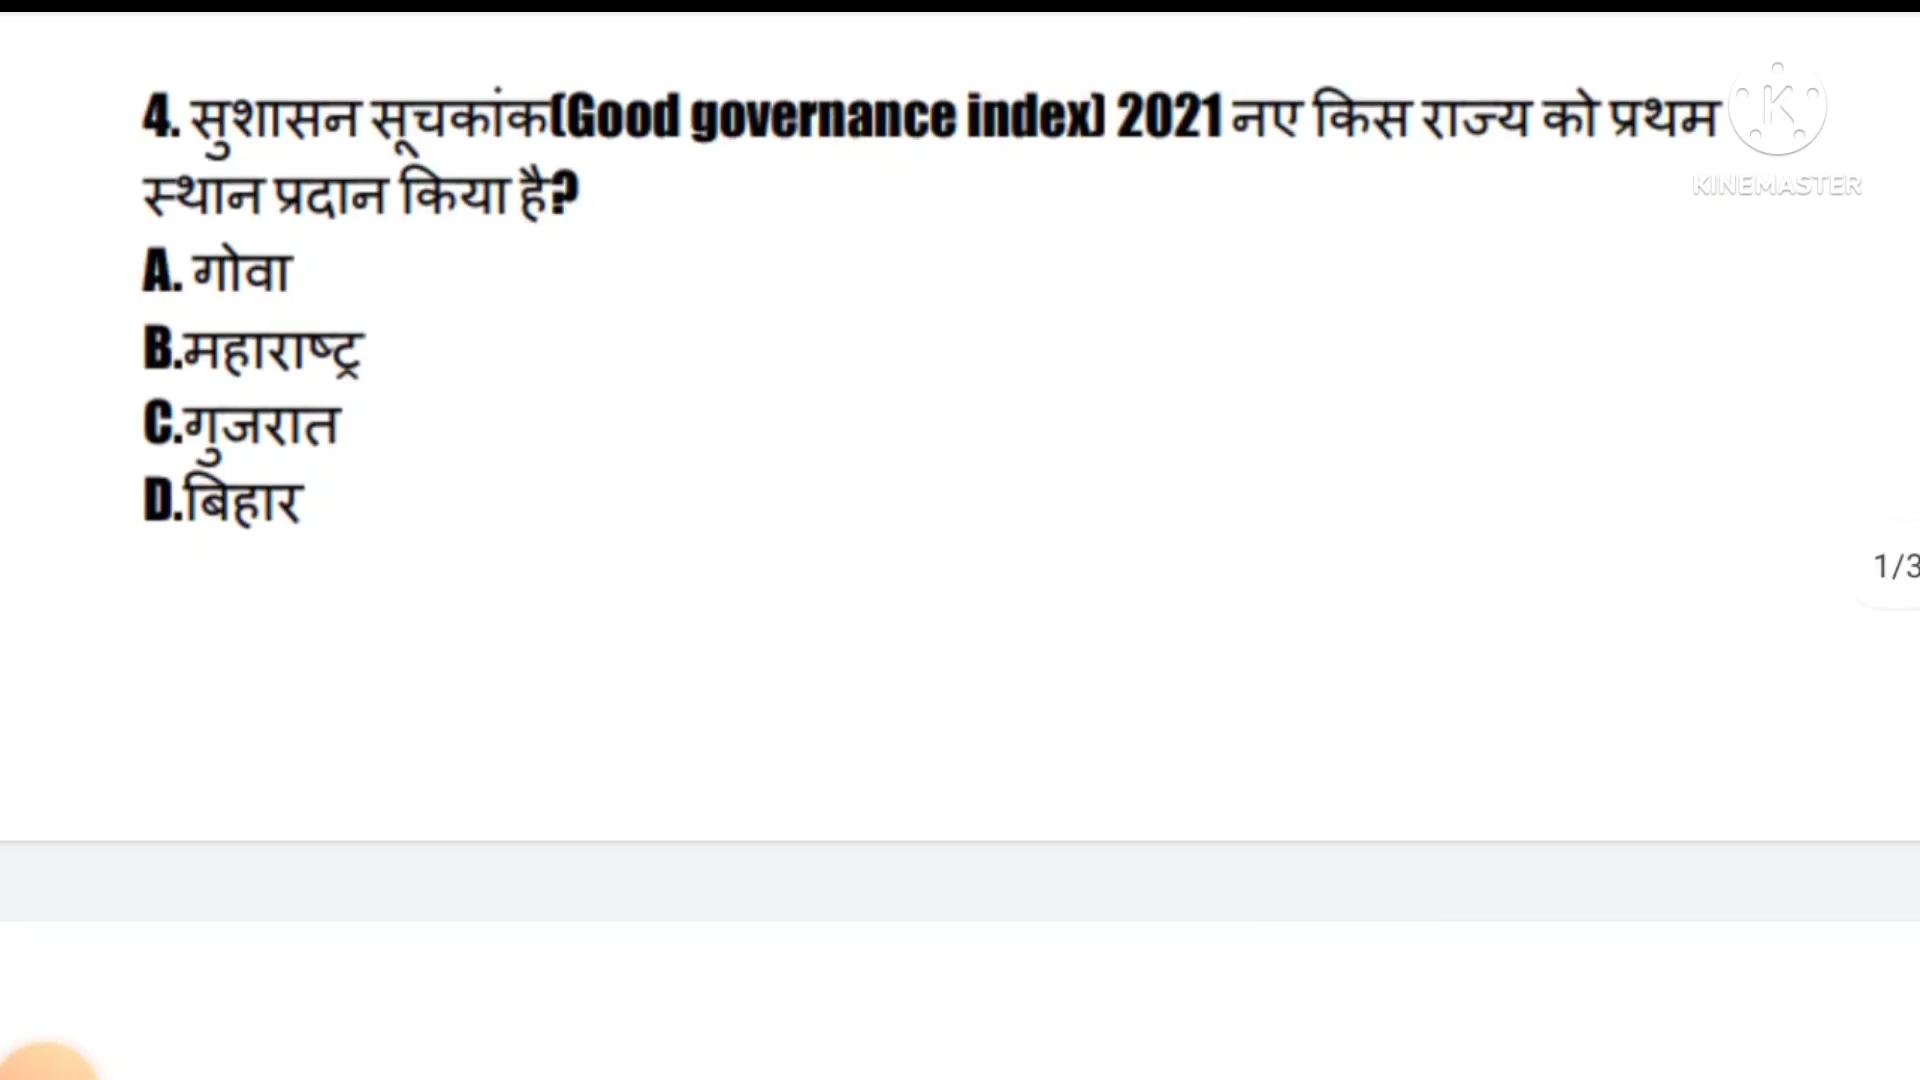 4. सुशासन सूचकांक(Good governance index) 2021 नए किस राज्य को प्रथम
स्थान प्रदान किया है?
A. गोवा
B.महाराष्ट्र
C.गुजरात
D.बिहार
KINEMASTER
1/3